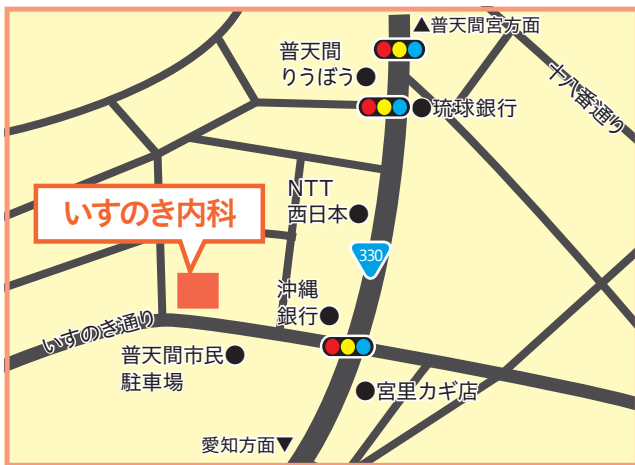 ▲普天間宮方面
普天間
りうぼう
十八番通り
琉球銀行
NTT
西日本
いすのき内科
330
沖縄
銀行
いすのき通り
普天間市民
駐車場
宮里カギ店
愛知方面▼